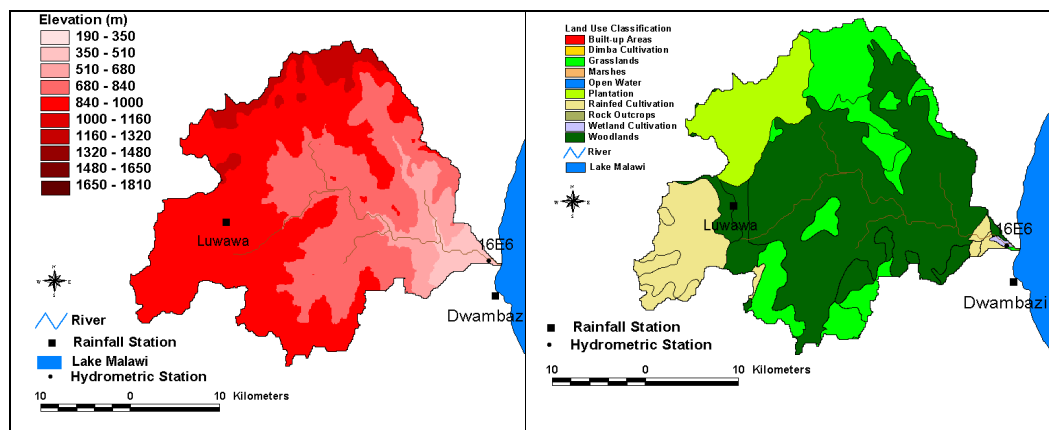 Elevation (m)
190 - 350
350 - 510
510 - 680
680 - 840
840 - 1000
1000 - 1160
1160 - 1320
1320 - 1480
1480 - 1650
1650 - 1810
Luwawa
16E6
Dwambaz
N
W E
S
River
Rainfall Station
Lake Malawi
Hydrometric Station
10 0 10 Kilometers
Land Use Classification
Built-up Areas
Dimba Cultivation
Grasslands
Marshes
Open Water
Plantation
Rainfed Cultivation
Rock Outcrops
Wetland Cultivation
Woodlands
River
Lake Malawi
N
W E
S
Luwawa
16E6
Dwambazi
Rainfall Station
Hydrometric Station
10 0 10 Kilometers